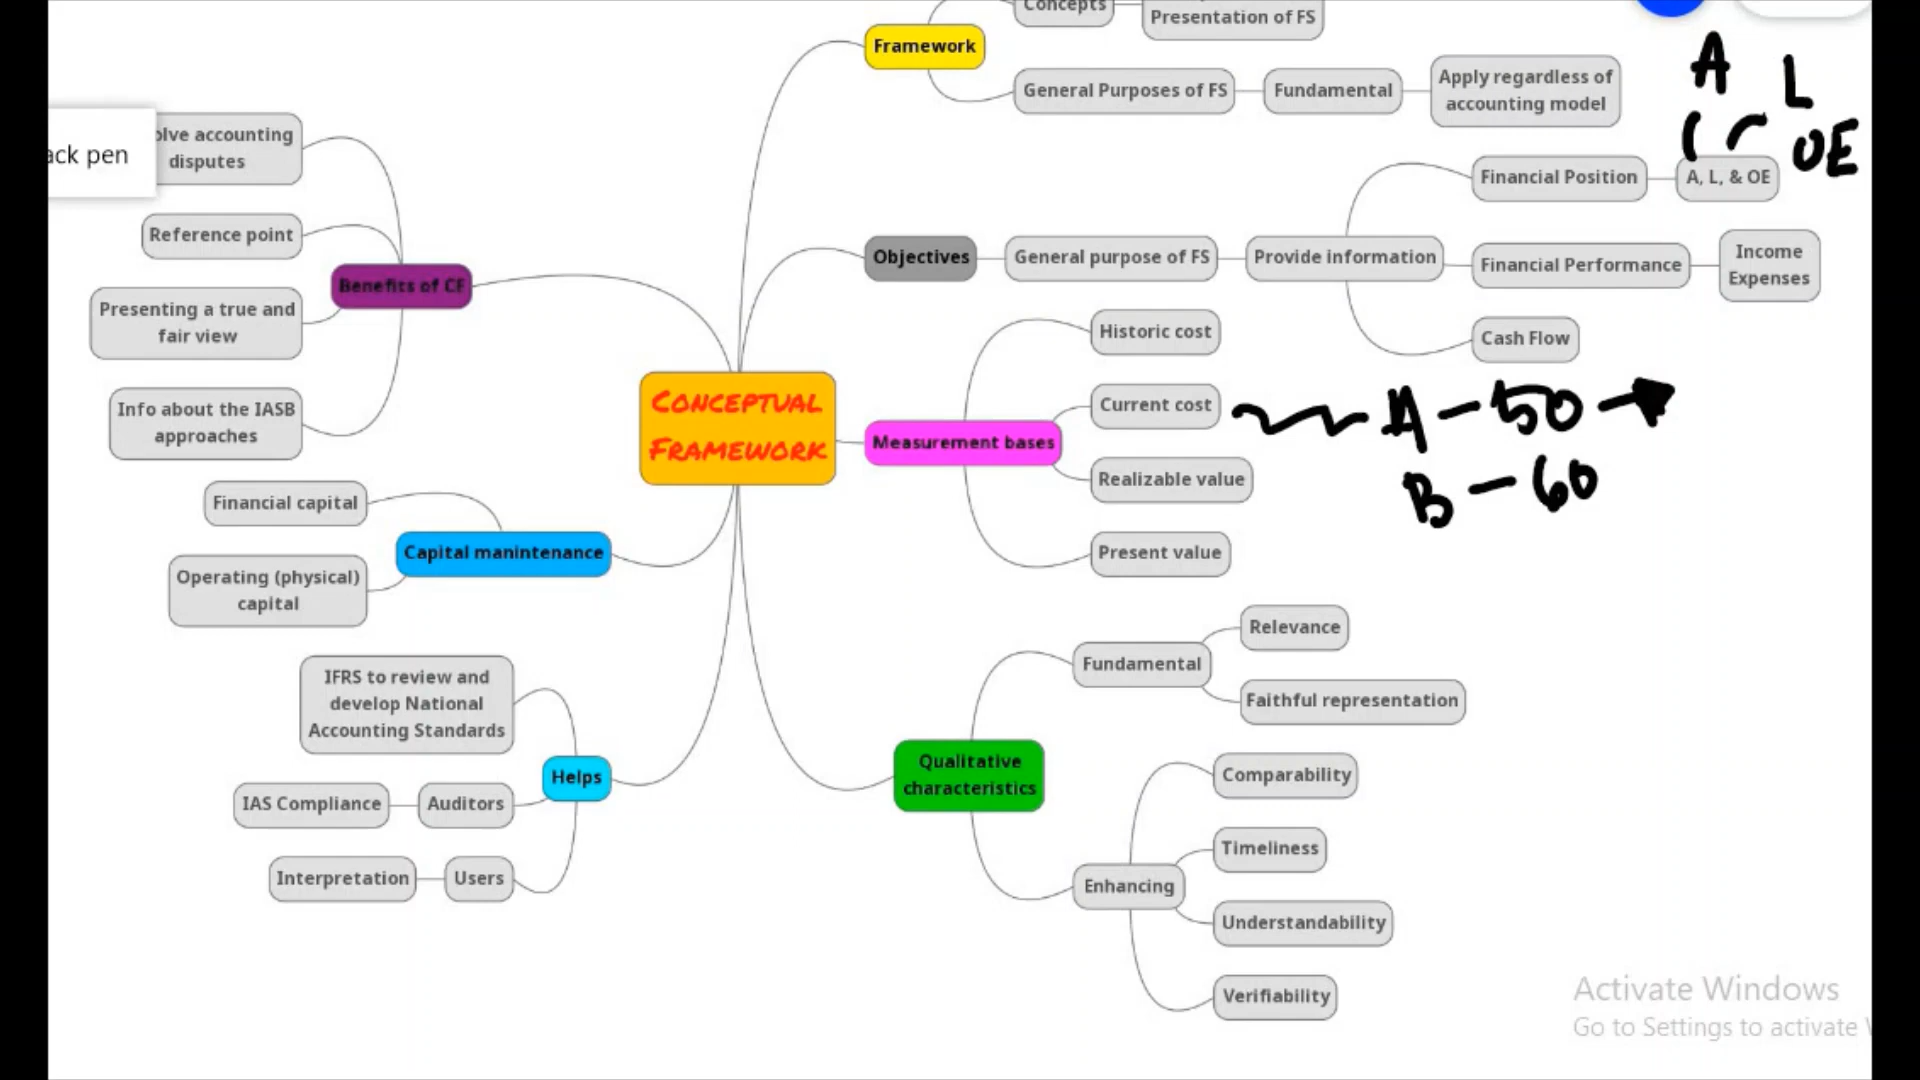 Concepts
Presentation of FS
Framework
General Purposes of FS
Fundamental
Apply regardless of
accounting model
A
L
OE
Financial Position
A, L, & OE
Objectives
General purpose of FS
Provide information
Financial Performance
Income
Expenses
Cash Flow
Historic cost
Current cost
A - 50
B - 60
Measurement bases
Realizable value
Present value
Conceptual
Framework
Qualitative
characteristics
Fundamental
Relevance
Faithful representation
Enhancing
Comparability
Timeliness
Understandability
Verifiability
ack pen
olve accounting
disputes
Reference point
Benefits of CF
Presenting a true and
fair view
Info about the IASB
approaches
Financial capital
Capital manintenance
Operating (physical)
capital
IFRS to review and
develop National
Accounting Standards
Helps
IAS Compliance
Auditors
Interpretation
Users
Activate Windows
Go to Settings to activate